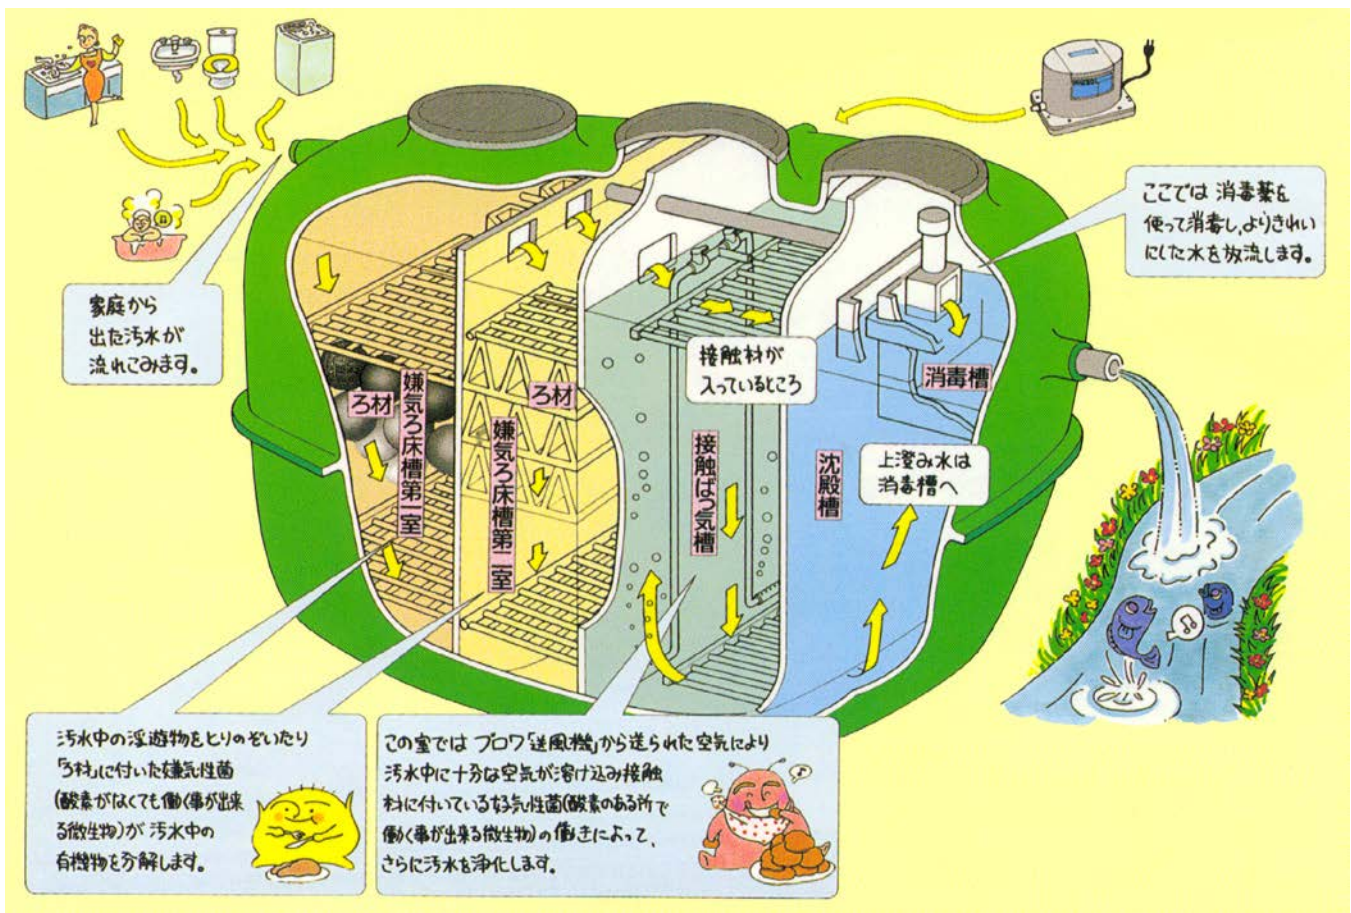 家庭から
出た汚水が
流れこみます。
ここでは 消毒薬を
使って消毒し、よりきれい
にした水を放流します。
ろ材
嫌気ろ床槽第一室
ろ材
嫌気ろ床槽第二室
接触材が
入っているところ
接触ばっ気槽
沈殿槽
消毒槽
上澄み水は
消毒槽へ
汚水中の浮遊物をとりのぞいたり
「ろ材」に付いた嫌気性菌
(酸素がなくても働く事が出来
る微生物)が 汚水中の
有機物を分解します。
この室では ブロワ「送風機」から送られた空気により
汚水中に十分な空気が溶け込み接触
材に付いている好気性菌(酸素のある所で
働く事が出来る微生物)の 働きによって、
さらに汚水を浄化します。